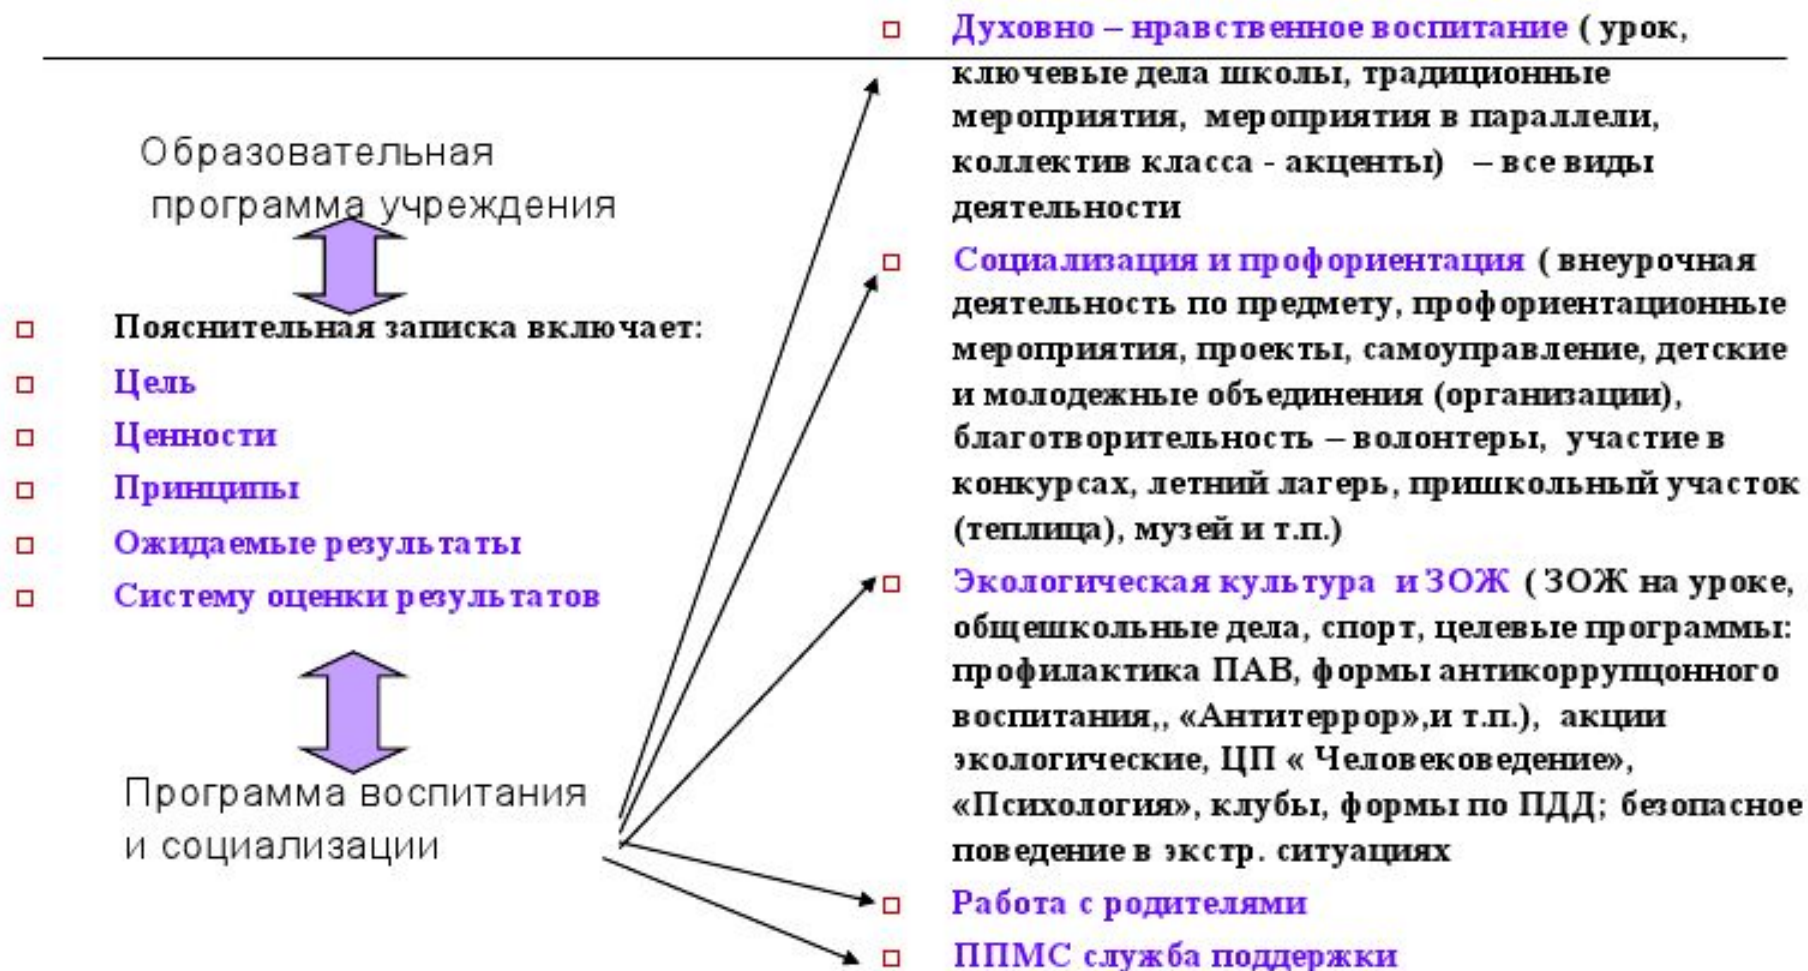 Образовательная
программа учреждения
Пояснительная записка включает:
Цель
Ценности
Принципы
Ожидаемые результаты
Систему оценки результатов
Программа воспитания
и социализации
Духовно – нравственное воспитание ( урок,
ключевые дела школы, традиционные
мероприятия, мероприятия в параллели,
коллектив класса - акценты) – все виды
деятельности
Социализация и профориентация ( внеурочная
деятельность по предмету, профориентационные
мероприятия, проекты, самоуправление, детские
и молодежные объединения (организации),
благотворительность – волонтеры, участие в
конкурсах, летний лагерь, пришкольный участок
(теплица), музей и т.п.)
Экологическая культура и ЗОЖ ( ЗОЖ на уроке,
общешкольные дела, спорт, целевые программы:
профилактика ПАВ, формы антикоррупцонного
воспитания,, «Антитеррор»,и т.п.), акции
экологические, ЦП « Человековедение»,
«Психология», клубы, формы по ПДД; безопасное
поведение в экстр. ситуациях
Работа с родителями
ППМС служба поддержки